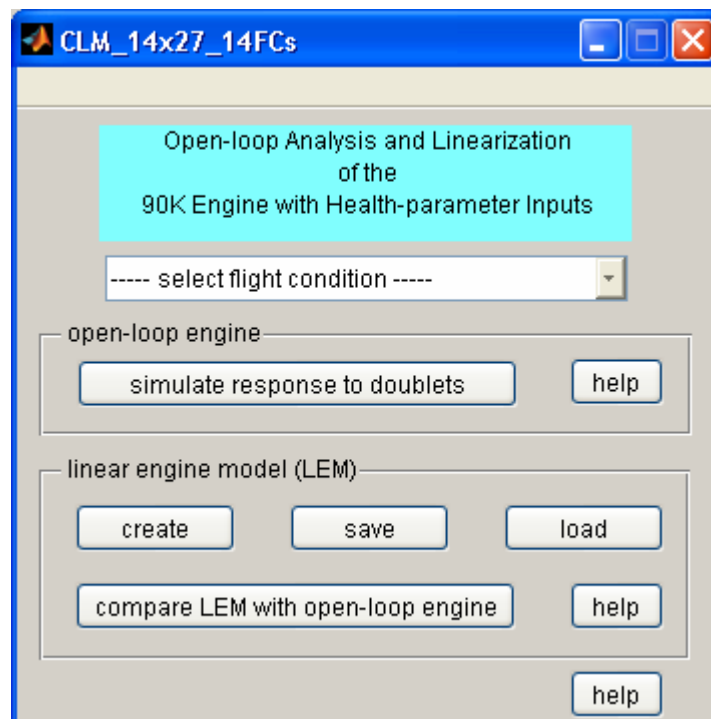 CLM_14x27_14FCs
Open-loop Analysis and Linearization
of the
90K Engine with Health-parameter Inputs
----- select flight condition -----
open-loop engine
simulate response to doublets
help
linear engine model (LEM)
create
save
load
compare LEM with open-loop engine
help
help